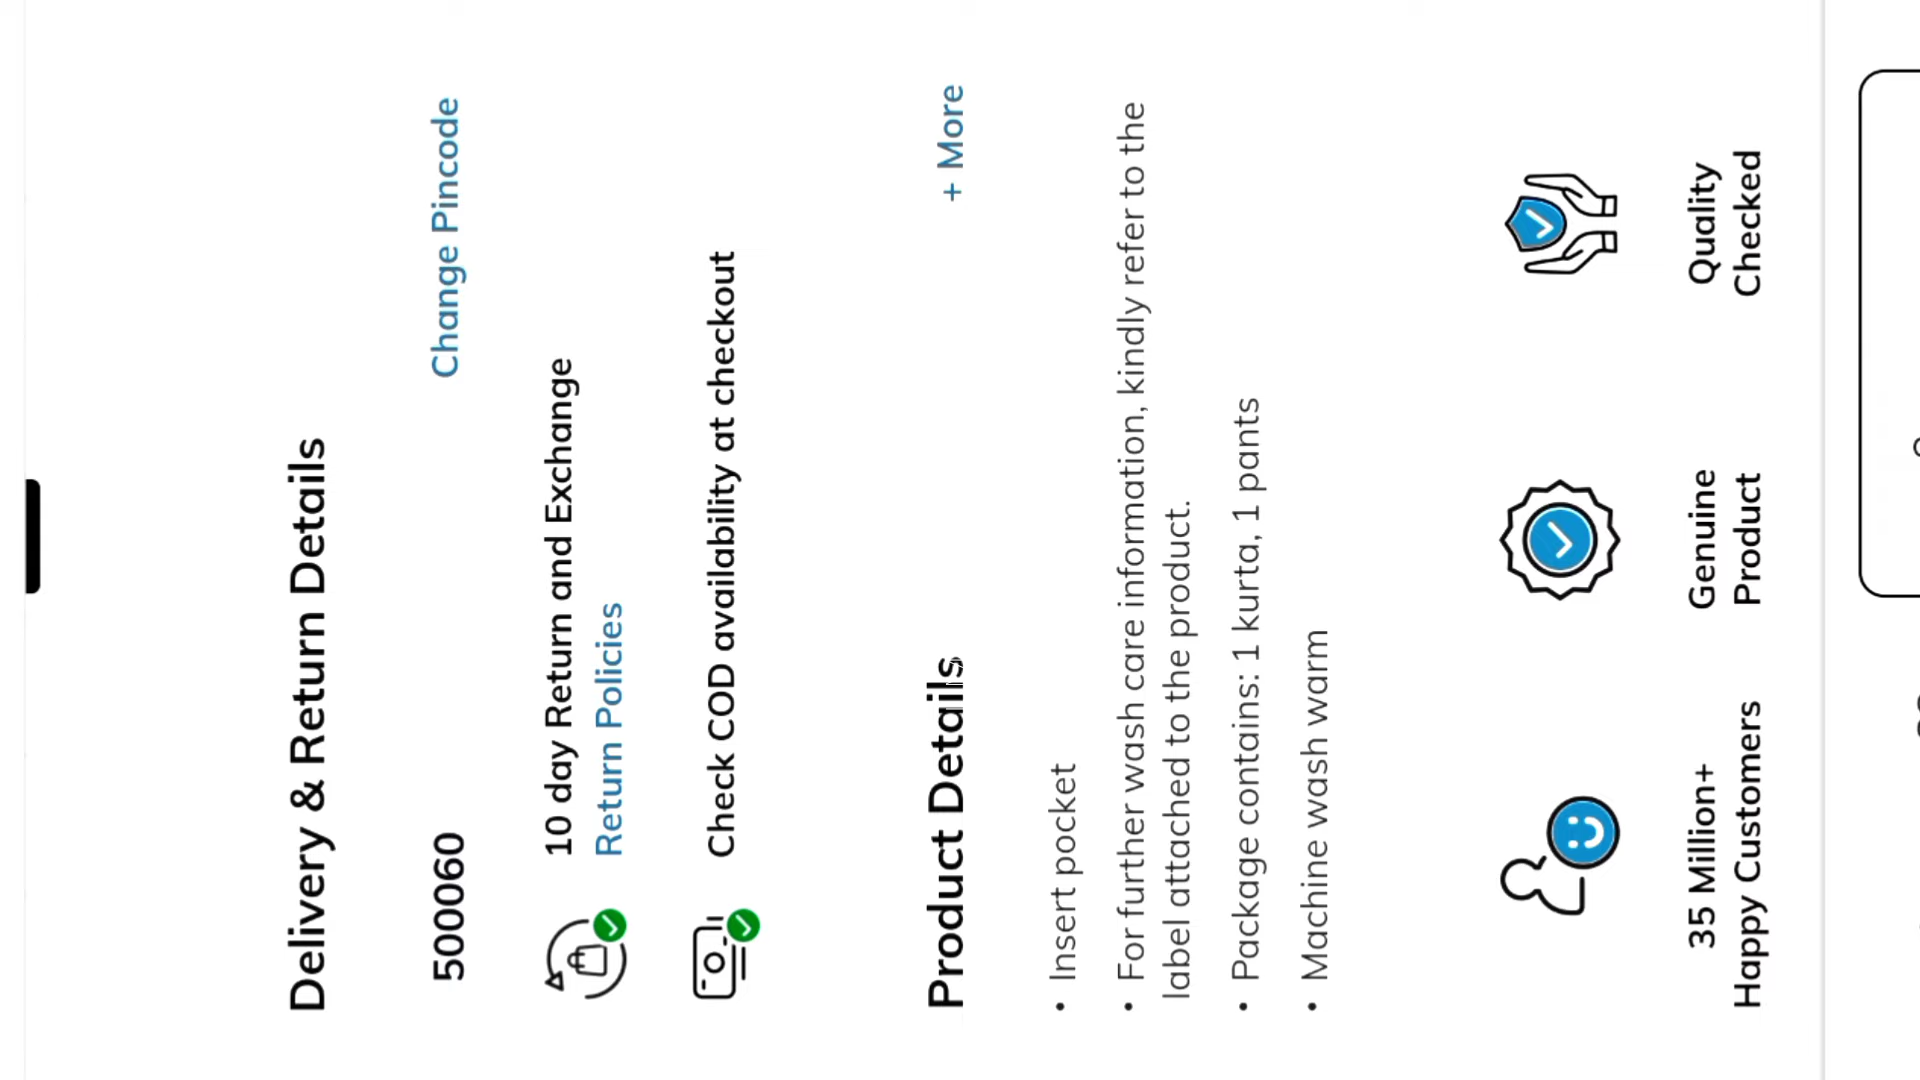 Delivery & Return Details
500060 Change Pincode
10 day Return and Exchange
Return Policies
Check COD availability at checkout
Product Details + More
• Insert pocket
• For further wash care information, kindly refer to the
label attached to the product.
• Package contains: 1 kurta, 1 pants
• Machine wash warm
35 Million+ Genuine Quality
Happy Customers Product Checked